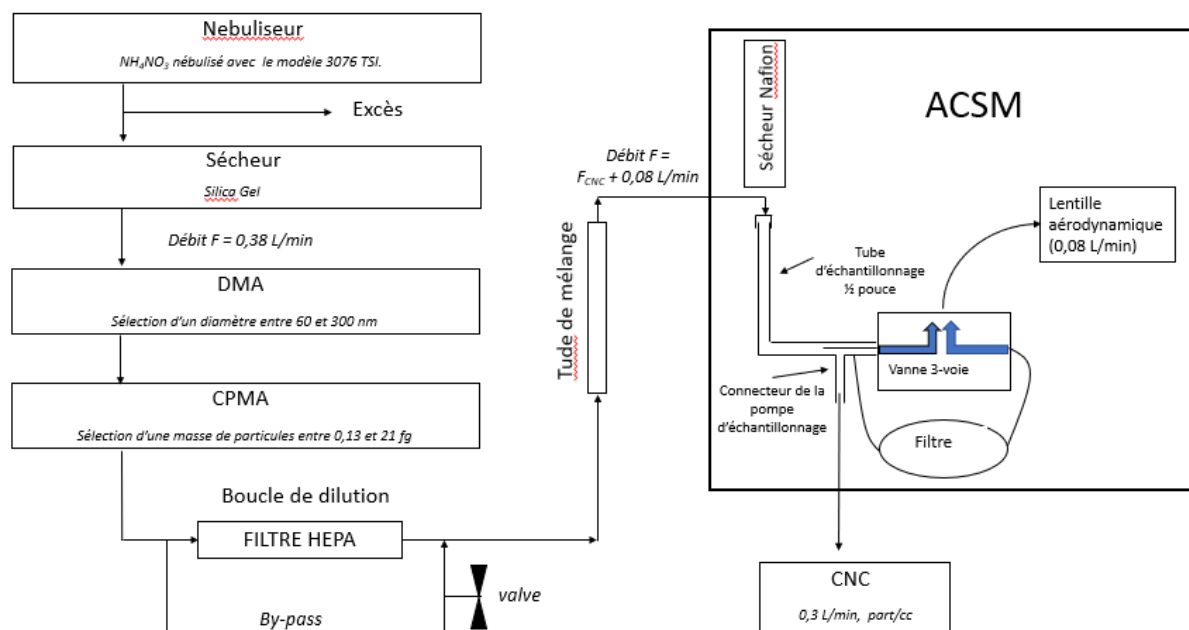 Nebuliseur
NH₄NO₃ nébulisé avec le modèle 3076 TSI.
Excès
Sécheur
Silica Gel
Débit F = 0,38 L/min
DMA
Sélection d'un diamètre entre 60 et 300 nm
CPMA
Sélection d'une masse de particules entre 0,13 et 21 fg
Boucle de dilution
FILTRE HEPA
By-pass
valve
Tude de mélange
Débit F =
F_CNC + 0,08 L/min
ACSM
Sécheur Nafion
Tube
d'échantillonnage
½ pouce
Lentille
aérodynamique
(0,08 L/min)
Vanne 3-voie
Connecteur de la
pompe
d'échantillonnage
Filtre
CNC
0,3 L/min, part/cc